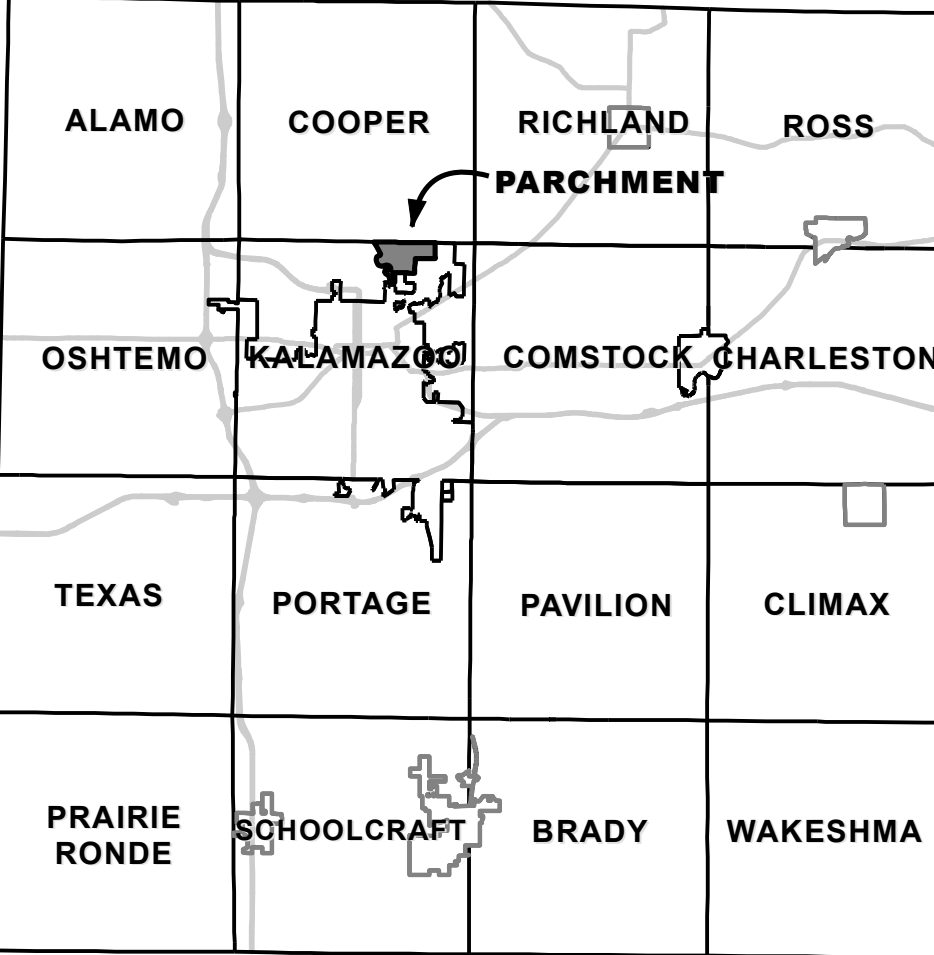 ALAMO
COOPER
RICHLAND
ROSS
PARCHMENT
OSHTEMO
KALAMAZOO
COMSTOCK
CHARLESTON
TEXAS
PORTAGE
PAVILION
CLIMAX
PRAIRIE
RONDE
SCHOOLCRAFT
BRADY
WAKESHMA